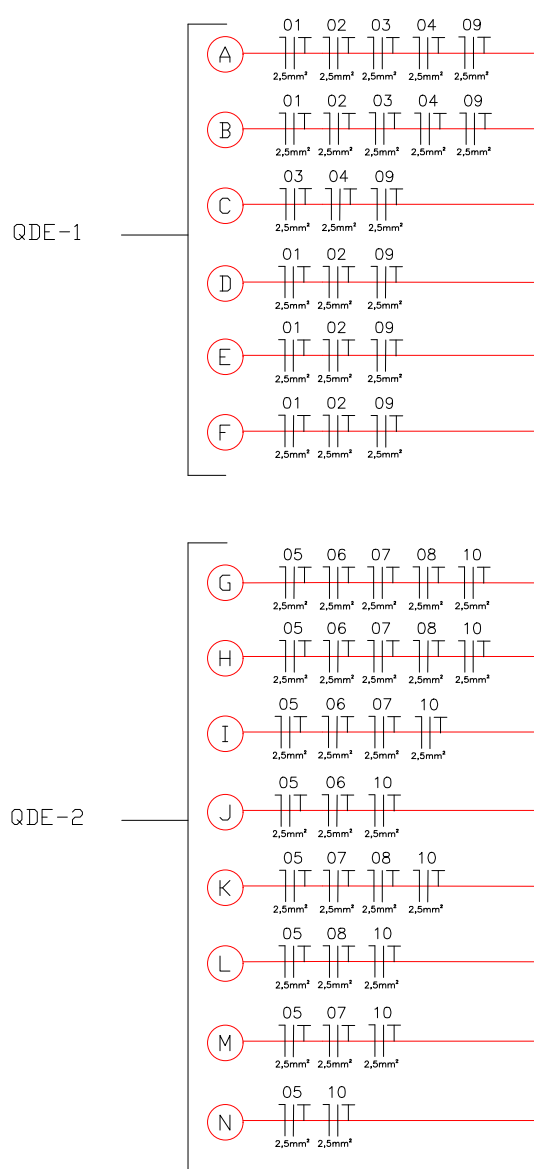 01 02 03 04 09
A
2,5mm² 2,5mm² 2,5mm² 2,5mm² 2,5mm²
01 02 03 04 09
B
2,5mm² 2,5mm² 2,5mm² 2,5mm² 2,5mm²
03 04 09
C
2,5mm² 2,5mm² 2,5mm²
QDE-1
01 02 09
D
2,5mm² 2,5mm² 2,5mm²
01 02 09
E
2,5mm² 2,5mm² 2,5mm²
01 02 09
F
2,5mm² 2,5mm² 2,5mm²
05 06 07 08 10
G
2,5mm² 2,5mm² 2,5mm² 2,5mm² 2,5mm²
05 06 07 08 10
H
2,5mm² 2,5mm² 2,5mm² 2,5mm² 2,5mm²
05 06 07 10
I
2,5mm² 2,5mm² 2,5mm² 2,5mm²
05 06 10
J
QDE-2
2,5mm² 2,5mm² 2,5mm²
05 07 08 10
K
2,5mm² 2,5mm² 2,5mm² 2,5mm²
05 08 10
L
2,5mm² 2,5mm² 2,5mm²
05 07 10
M
2,5mm² 2,5mm² 2,5mm²
05 10
N
2,5mm² 2,5mm²